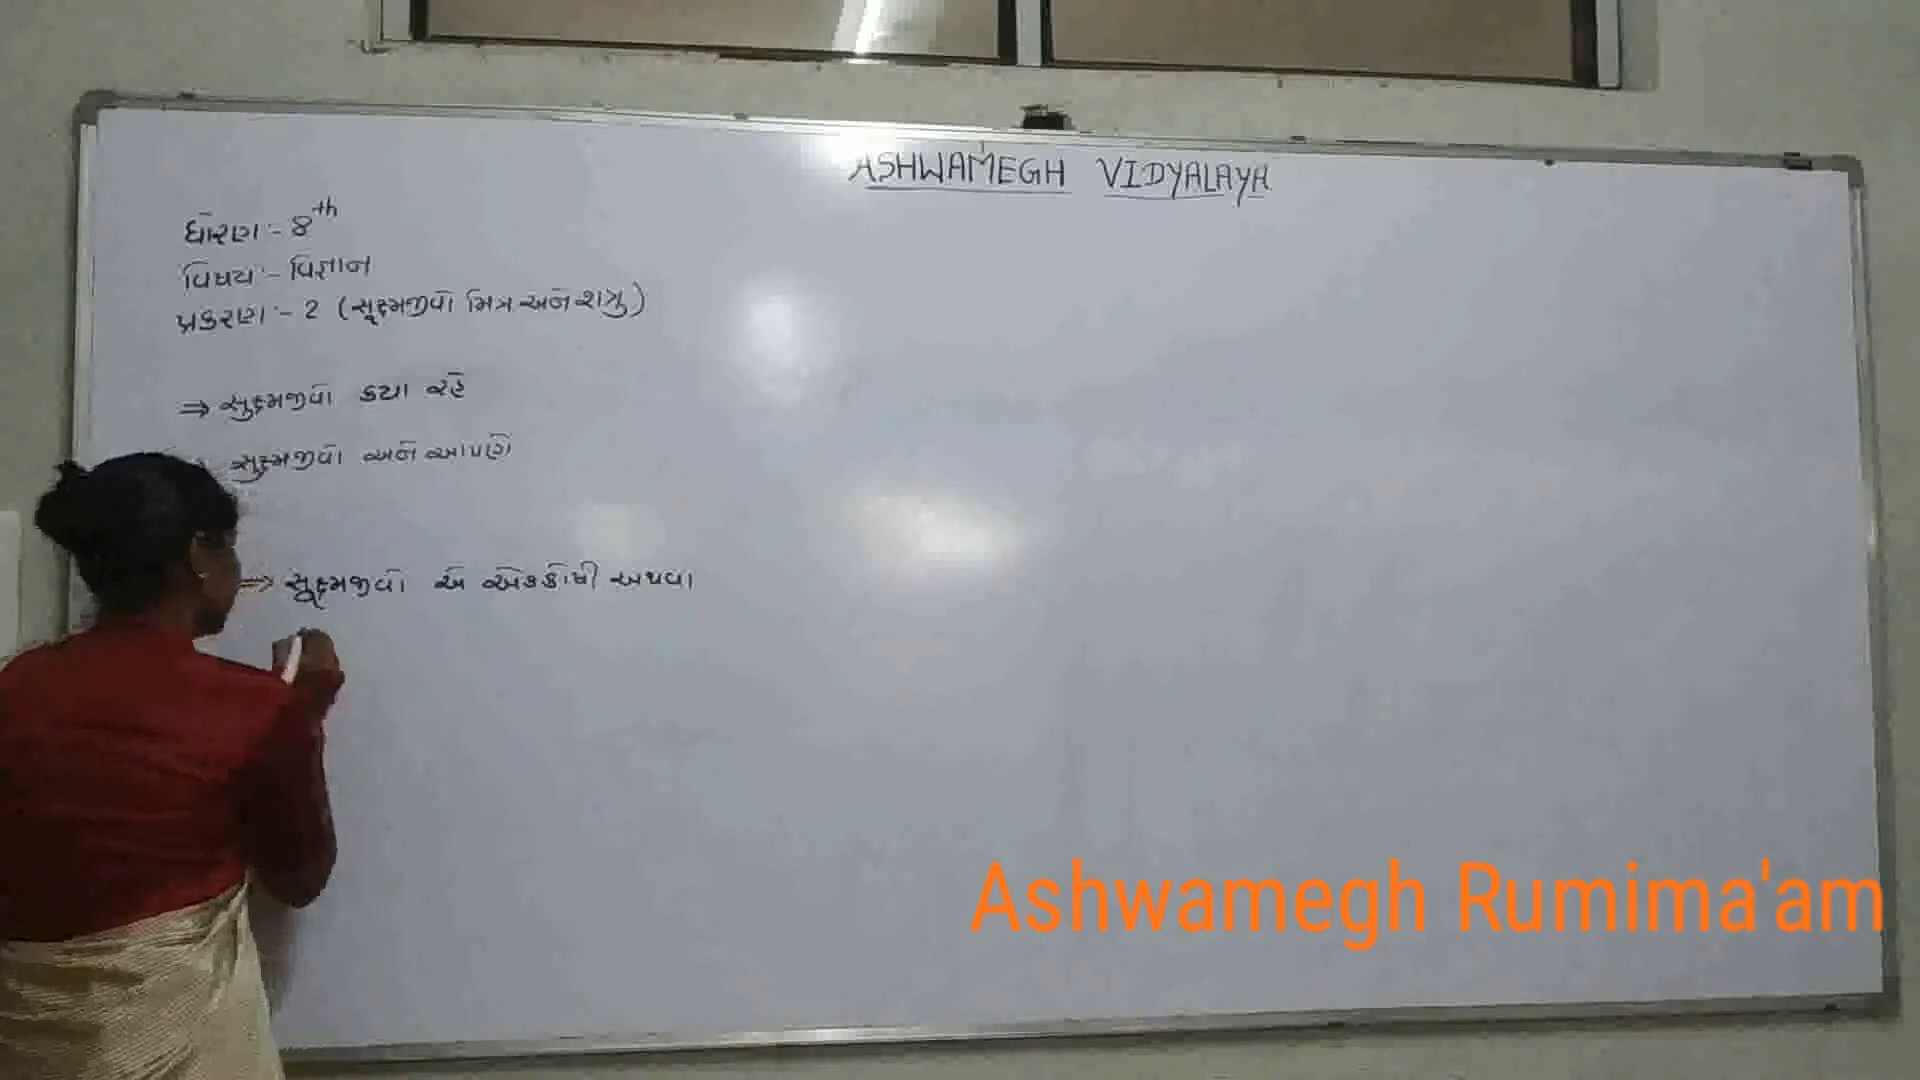 ASHWAMEGH VIDYALAYA
ધોરણ :- 8th
વિષય :- વિજ્ઞાન
પ્રકરણ :- 2 (સૂક્ષ્મજીવો મિત્ર અને શત્રુ)
⇒ સુક્ષ્મજીવો કયા રહે
સુક્ષ્મજીવો અને આપણે
⇒ સૂક્ષ્મજીવો એ એકકોષી અથવા
Ashwamegh Rumima'am